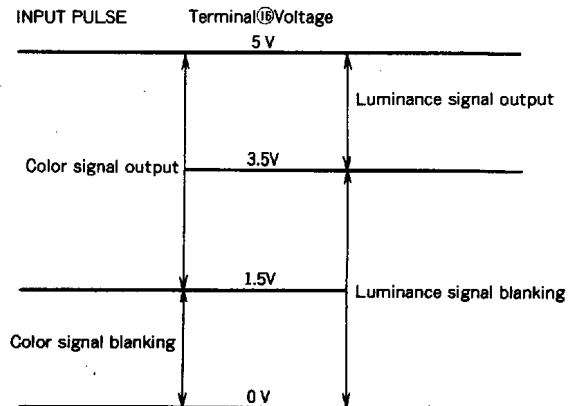 INPUT PULSE Terminal⑯Voltage
5 V
Luminance signal output
Color signal output 3.5V
1.5V
Luminance signal blanking
Color signal blanking
0 V